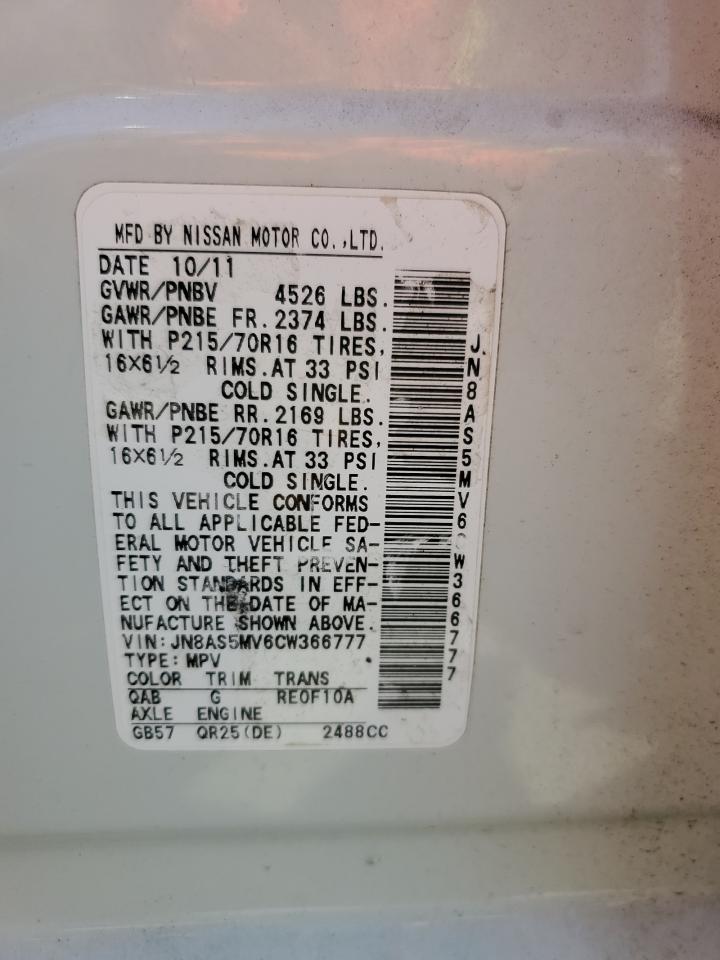 MFD BY NISSAN MOTOR CO.,LTD.
DATE 10/11
GVWR/PNBV 4526 LBS.
GAWR/PNBE FR. 2374 LBS.
WITH P215/70R16 TIRES,
16X6½ RIMS.AT 33 PSI
COLD SINGLE.
GAWR/PNBE RR. 2169 LBS.
WITH P215/70R16 TIRES,
16X6½ RIMS.AT 33 PSI
COLD SINGLE.
THIS VEHICLE CONFORMS
TO ALL APPLICABLE FED-
ERAL MOTOR VEHICLE SA-
FETY AND THEFT PREVEN-
TION STANDARDS IN EFF-
ECT ON THE DATE OF MA-
NUFACTURE SHOWN ABOVE.
VIN:JN8AS5MV6CW366777
TYPE:MPV
COLOR TRIM TRANS
QAB G RE0F10A
AXLE ENGINE
GB57 QR25(DE) 2488CC
JN8AS5MV6CW366777